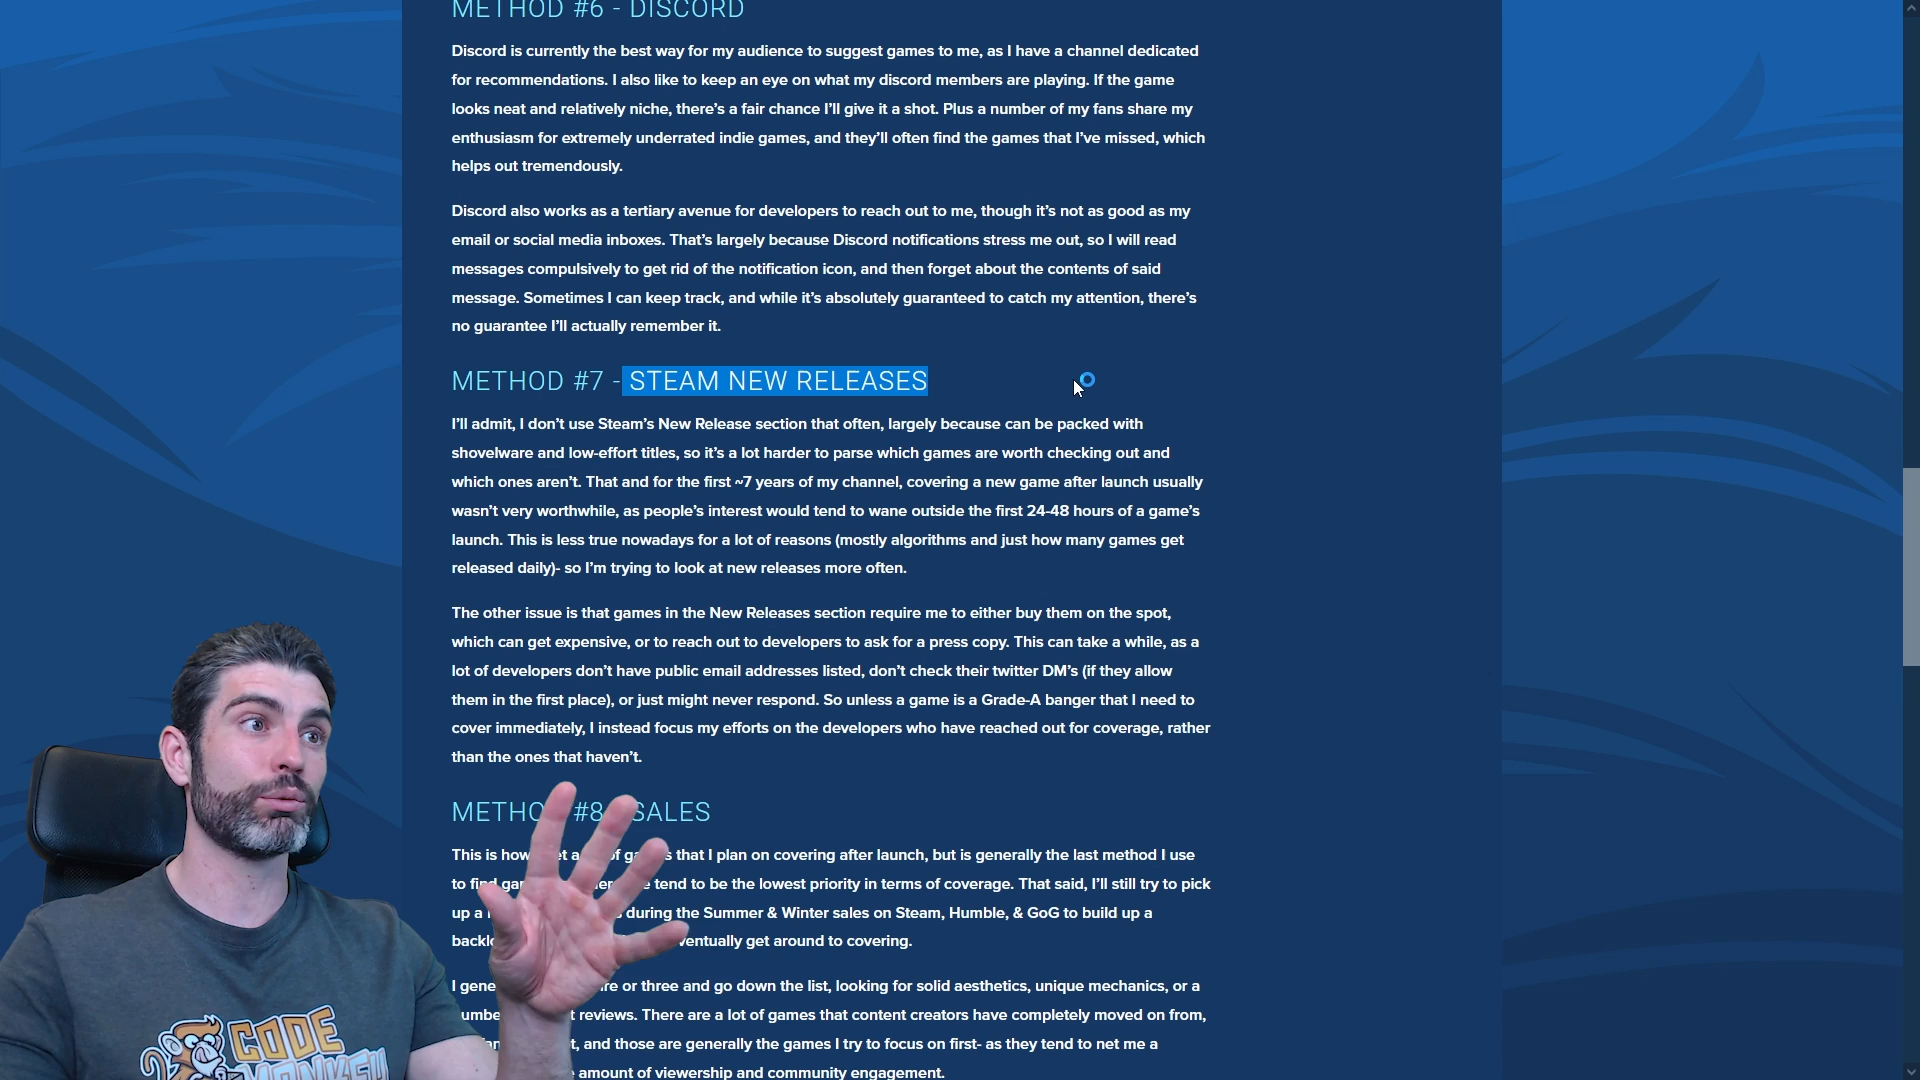 METHOD #6 - DISCORD
Discord is currently the best way for my audience to suggest games to me, as I have a channel dedicated
for recommendations. I also like to keep an eye on what my discord members are playing. If the game
looks neat and relatively niche, there's a fair chance I'll give it a shot. Plus a number of my fans share my
enthusiasm for extremely underrated indie games, and they'll often find the games that I've missed, which
helps out tremendously.
Discord also works as a tertiary avenue for developers to reach out to me, though it's not as good as my
email or social media inboxes. That's largely because Discord notifications stress me out, so I will read
messages compulsively to get rid of the notification icon, and then forget about the contents of said
message. Sometimes I can keep track, and while it's absolutely guaranteed to catch my attention, there's
no guarantee I'll actually remember it.
METHOD #7 - STEAM NEW RELEASES
I'll admit, I don't use Steam's New Release section that often, largely because can be packed with
shovelware and low-effort titles, so it's a lot harder to parse which games are worth checking out and
which ones aren't. That and for the first ~7 years of my channel, covering a new game after launch usually
wasn't very worthwhile, as people's interest would tend to wane outside the first 24-48 hours of a game's
launch. This is less true nowadays for a lot of reasons (mostly algorithms and just how many games get
released daily)- so I'm trying to look at new releases more often.
The other issue is that games in the New Releases section require me to either buy them on the spot,
which can get expensive, or to reach out to developers to ask for a press copy. This can take a while, as a
lot of developers don't have public email addresses listed, don't check their twitter DM's (if they allow
them in the first place), or just might never respond. So unless a game is a Grade-A banger that I need to
cover immediately, I instead focus my efforts on the developers who have reached out for coverage, rather
than the ones that haven't.
METHO #8 SALES
This is how that I plan on covering after launch, but is generally the last method I use
to tend to be the lowest priority in terms of coverage. That said, I'll still try to pick
up a during the Summer & Winter sales on Steam, Humble, & GoG to build up a
eventually get around to covering.
I or three and go down the list, looking for solid aesthetics, unique mechanics, or a
reviews. There are a lot of games that content creators have completely moved on from,
and those are generally the games I try to focus on first- as they tend to net me a
amount of viewership and community engagement.
CODE
MONKEY